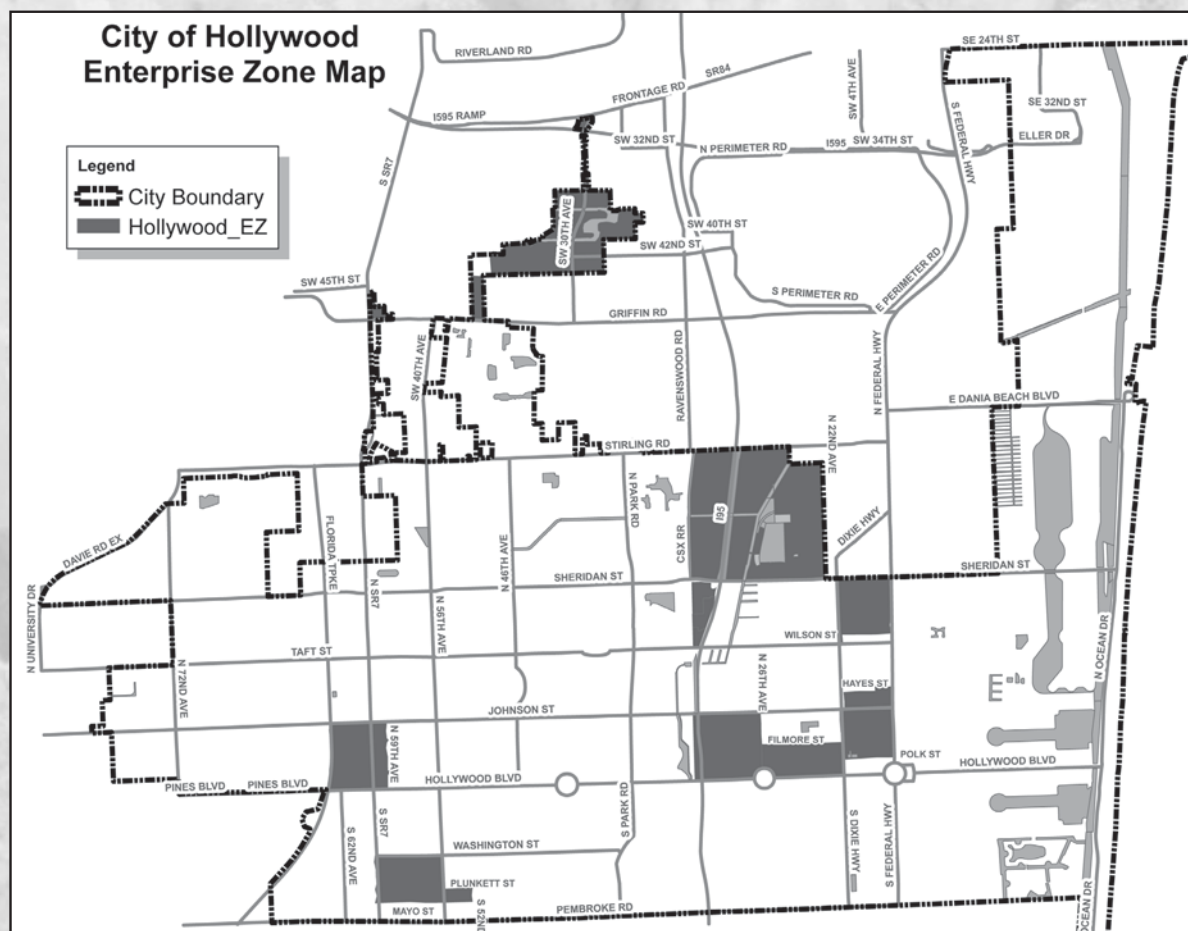 City of Hollywood
Enterprise Zone Map
Legend
City Boundary
Hollywood_EZ
RIVERLAND RD
SE 24TH ST
SR84
FRONTAGE RD
SW 4TH AVE
S FEDERAL HWY
SE 32ND ST
I595 RAMP
SW 32ND ST
N PERIMETER RD
I595
SW 34TH ST
ELLER DR
S SR7
SW 30TH AVE
SW 40TH ST
SW 42ND ST
SW 45TH ST
S PERIMETER RD
E PERIMETER RD
GRIFFIN RD
SW 40TH AVE
RAVENSWOOD RD
N FEDERAL HWY
E DANIA BEACH BLVD
STIRLING RD
N 22ND AVE
N PARK RD
I95
CSX RR
DIXIE HWY
DAVIE RD EX
FLORIDA TPKE
N 46TH AVE
SHERIDAN ST
SHERIDAN ST
N UNIVERSITY DR
N SR7
N 56TH AVE
N OCEAN DR
TAFT ST
WILSON ST
N 72ND AVE
N 26TH AVE
HAYES ST
JOHNSON ST
N 59TH AVE
FILMORE ST
POLK ST
PINES BLVD
PINES BLVD
HOLLYWOOD BLVD
HOLLYWOOD BLVD
S PARK RD
S 62ND AVE
S SR7
WASHINGTON ST
S DIXIE HWY
S FEDERAL HWY
PLUNKETT ST
MAYO ST
S 52ND
PEMBROKE RD
OCEAN DR